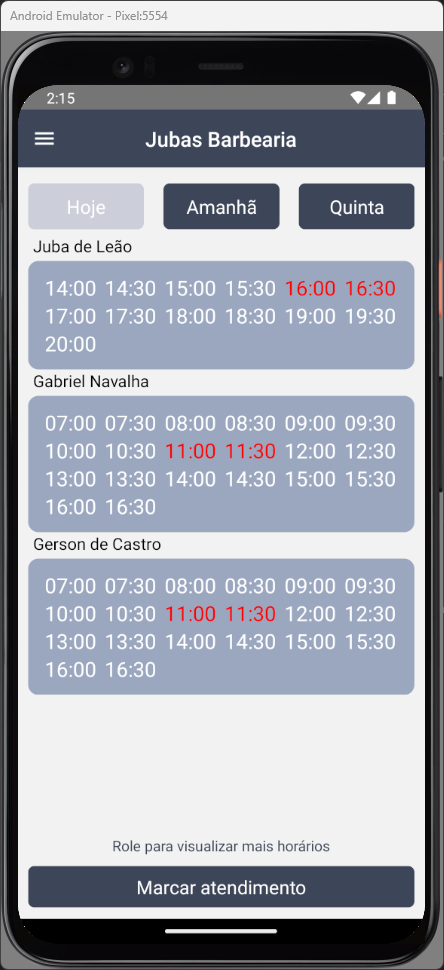 Android Emulator - Pixel:5554
2:15
Jubas Barbearia
Hoje Amanhã Quinta
Juba de Leão
14:00 14:30 15:00 15:30 16:00 16:30
17:00 17:30 18:00 18:30 19:00 19:30
20:00
Gabriel Navalha
07:00 07:30 08:00 08:30 09:00 09:30
10:00 10:30 11:00 11:30 12:00 12:30
13:00 13:30 14:00 14:30 15:00 15:30
16:00 16:30
Gerson de Castro
07:00 07:30 08:00 08:30 09:00 09:30
10:00 10:30 11:00 11:30 12:00 12:30
13:00 13:30 14:00 14:30 15:00 15:30
16:00 16:30
Role para visualizar mais horários
Marcar atendimento